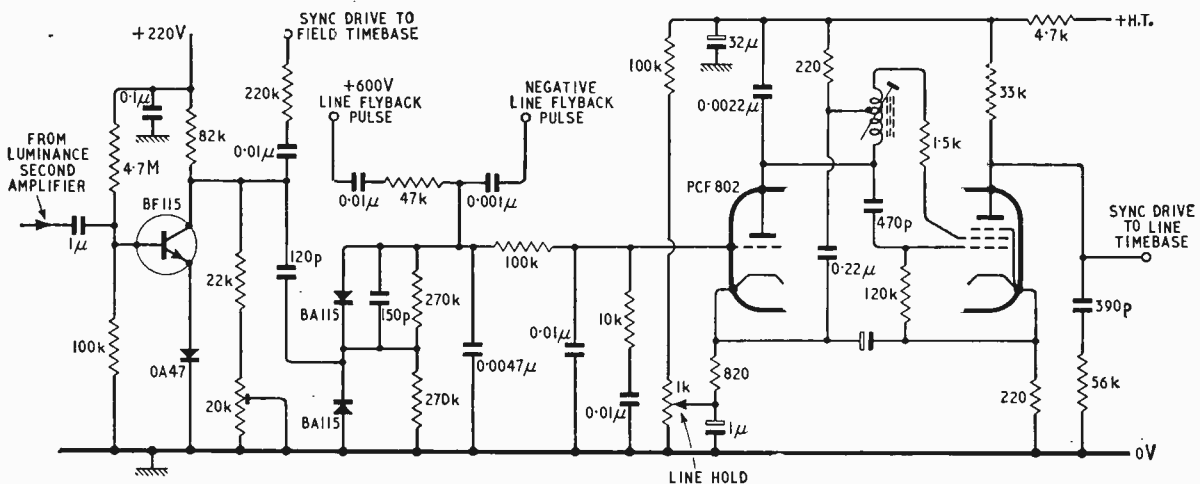 SYNC DRIVE TO
FIELD TIMEBASE
+220V
220k
+600V
LINE FLYBACK
PULSE
NEGATIVE
LINE FLYBACK
PULSE
100k
32μ
220
4.7k
+H.T.
0.1μ
82k
0.0022μ
33k
FROM
LUMINANCE
SECOND
AMPLIFIER
4.7M
0.01μ
1.5k
BF115
0.01μ
47k
0.001μ
PCF802
470p
SYNC DRIVE
TO LINE
TIMEBASE
1μ
120p
100k
0.22μ
120k
22k
BA115
150p
270k
10k
0.01μ
390p
100k
OA47
0.0047μ
820
20k
BA115
270k
0.01μ
1k
1μ
220
56k
0V
LINE HOLD